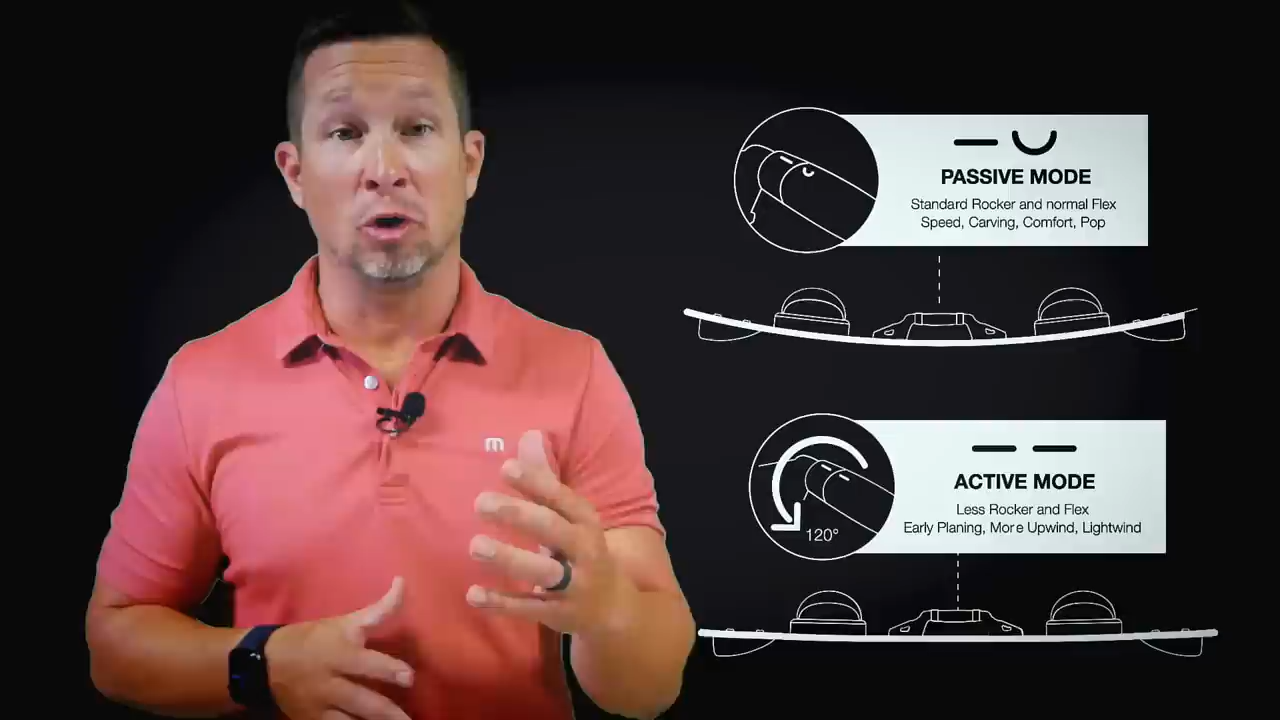 PASSIVE MODE
Standard Rocker and normal Flex
Speed, Carving, Comfort, Pop
m
ACTIVE MODE
Less Rocker and Flex
Early Planing, More Upwind, Lightwind
120°